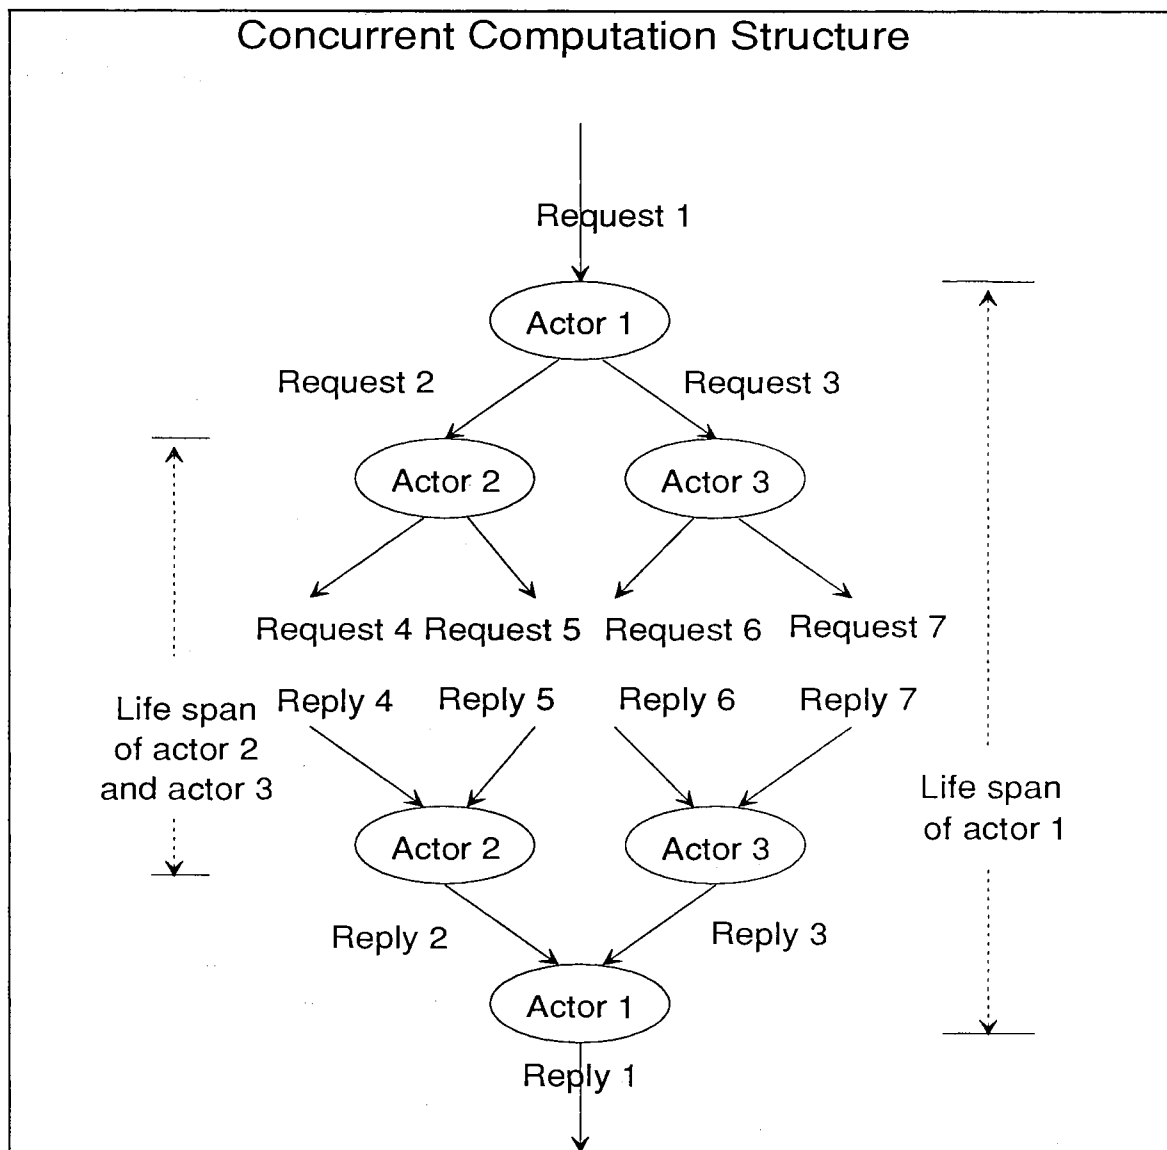 Concurrent Computation Structure
Request 1
Actor 1
Request 2
Request 3
Actor 2
Actor 3
Request 4
Request 5
Request 6
Request 7
Reply 4
Reply 5
Reply 6
Reply 7
Life span
of actor 2
and actor 3
Life span
of actor 1
Actor 2
Actor 3
Reply 2
Reply 3
Actor 1
Reply 1